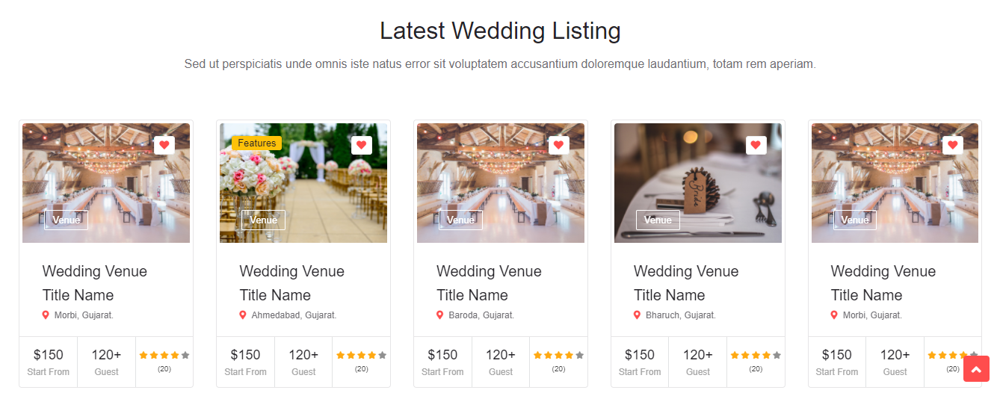 Latest Wedding Listing
Sed ut perspiciatis unde omnis iste natus error sit voluptatem accusantium doloremque laudantium, totam rem aperiam.
Venue
Wedding Venue
Title Name
Morbi, Gujarat.
$150
Start From
120+
Guest
(20)
Features
Venue
Wedding Venue
Title Name
Ahmedabad, Gujarat.
$150
Start From
120+
Guest
(20)
Venue
Wedding Venue
Title Name
Baroda, Gujarat.
$150
Start From
120+
Guest
(20)
Bride
Venue
Wedding Venue
Title Name
Bharuch, Gujarat.
$150
Start From
120+
Guest
(20)
Venue
Wedding Venue
Title Name
Morbi, Gujarat.
$150
Start From
120+
Guest
(20)